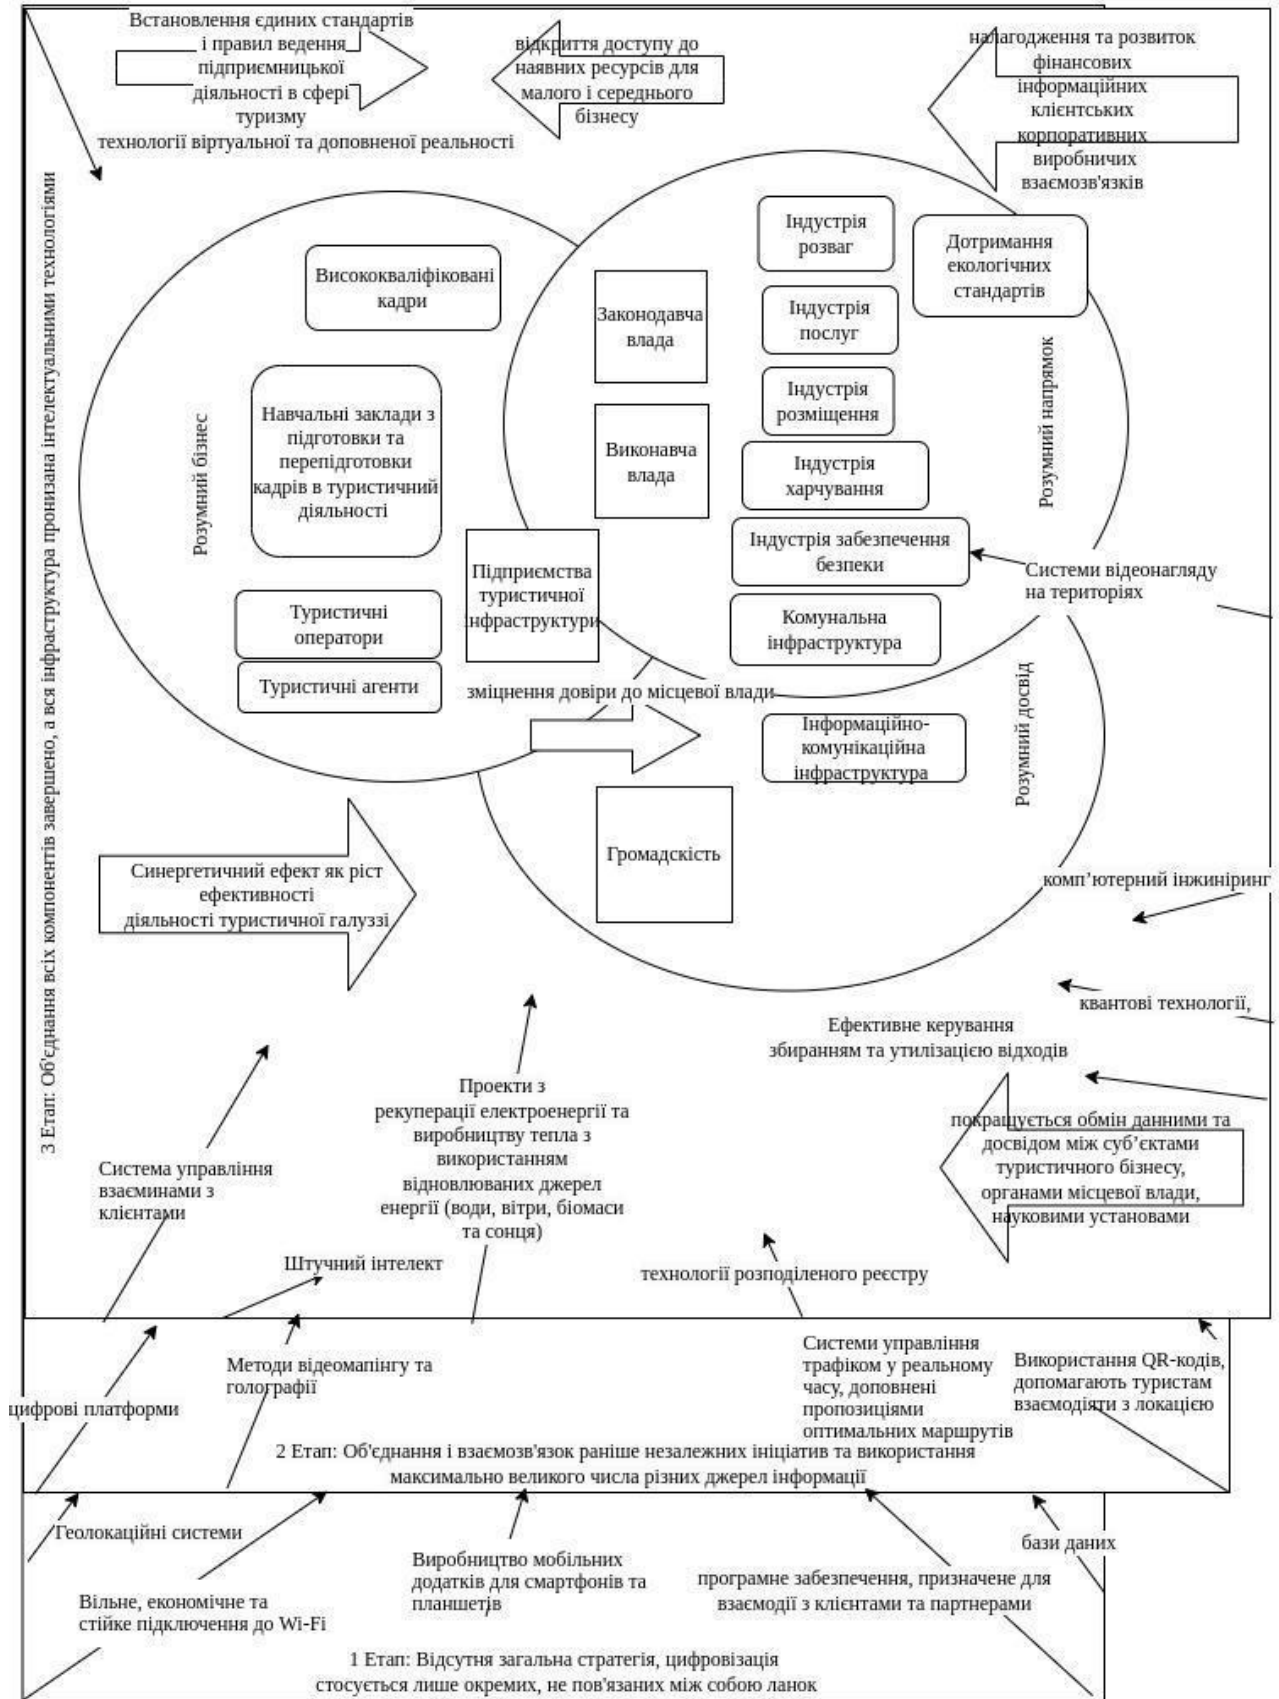 Встановлення єдиних стандартів
і правил ведення
підприємницької
діяльності в сфері
туризму
технології віртуальної та доповненої реальності
відкриття доступу до
наявних ресурсів для
малого і середнього
бізнесу
налагодження та розвиток
фінансових
інформаційних
клієнтських
корпоративних
виробничих
взаємозв'язків
3 Етап: Об'єднання всіх компонентів завершено, а вся інфраструктура пронизана інтелектуальними технологіями
Розумний бізнес
Висококваліфіковані
кадри
Навчальні заклади з
підготовки та
перепідготовки
кадрів в туристичний
діяльності
Туристичні
оператори
Туристичні агенти
Підприємства
туристичної
інфраструктури
Законодавча
влада
Виконавча
влада
Індустрія
розваг
Індустрія
послуг
Індустрія
розміщення
Індустрія
харчування
Індустрія забезпечення
безпеки
Комунальна
інфраструктура
Дотримання
екологічних
стандартів
Розумний напрямок
Системи відеонагляду
на територіях
зміцнення довіри до місцевої влади
Інформаційно-
комунікаційна
інфраструктура
Розумний досвід
Громадскість
Синергетичний ефект як ріст
ефективності
діяльності туристичної галуззі
комп’ютерний інжиніринг
квантові технології,
Ефективне керування
збиранням та утилізацією відходів
покращується обмін данними та
досвідом між суб’єктами
туристичного бізнесу,
органами місцевої влади,
науковими установами
Проекти з
рекуперації електроенергії та
виробництву тепла з
використанням
відновлюваних джерел
енергії (води, вітри, біомаси
та сонця)
Система управління
взаєминами з
клієнтами
Штучний інтелект
технології розподіленого реєстру
цифрові платформи
Методи відеомапінгу та
голографії
Системи управління
трафіком у реальному
часу, доповнені
пропозиціями
оптимальних маршрутів
Використання QR-кодів,
допомагають туристам
взаємодіяти з локацією
2 Етап: Об'єднання і взаємозв'язок раніше незалежних ініціатив та використання
максимально великого числа різних джерел інформації
Геолокаційні системи
Вільне, економічне та
стійке підключення до Wi-Fi
Виробництво мобільних
додатків для смартфонів та
планшетів
програмне забезпечення, призначене для
взаємодії з клієнтами та партнерами
бази даних
1 Етап: Відсутня загальна стратегія, цифровізація
стосується лише окремих, не пов'язаних між собою ланок